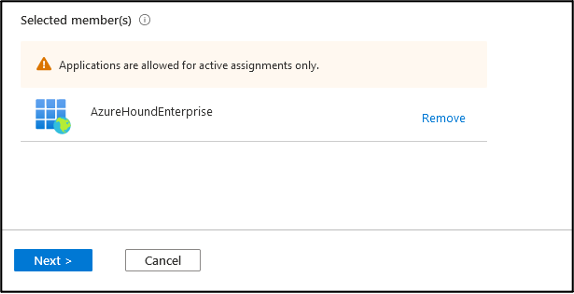 Selected member(s)
Applications are allowed for active assignments only.
AzureHoundEnterprise
Remove
Next >
Cancel